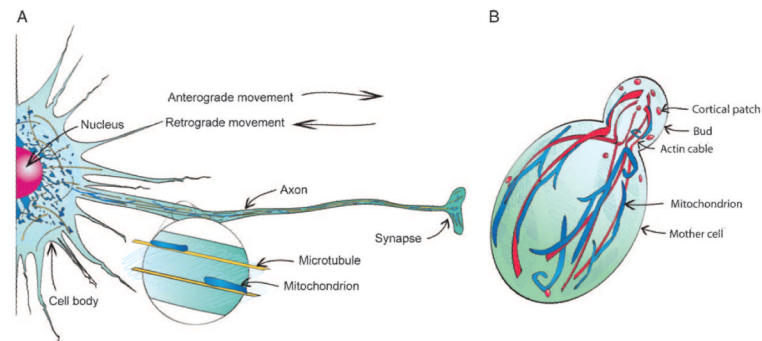 A
B
Anterograde movement
Nucleus
Retrograde movement
Axon
Synapse
Microtubule
Mitochondrion
Cell body
Cortical patch
Bud
Actin cable
Mitochondrion
Mother cell